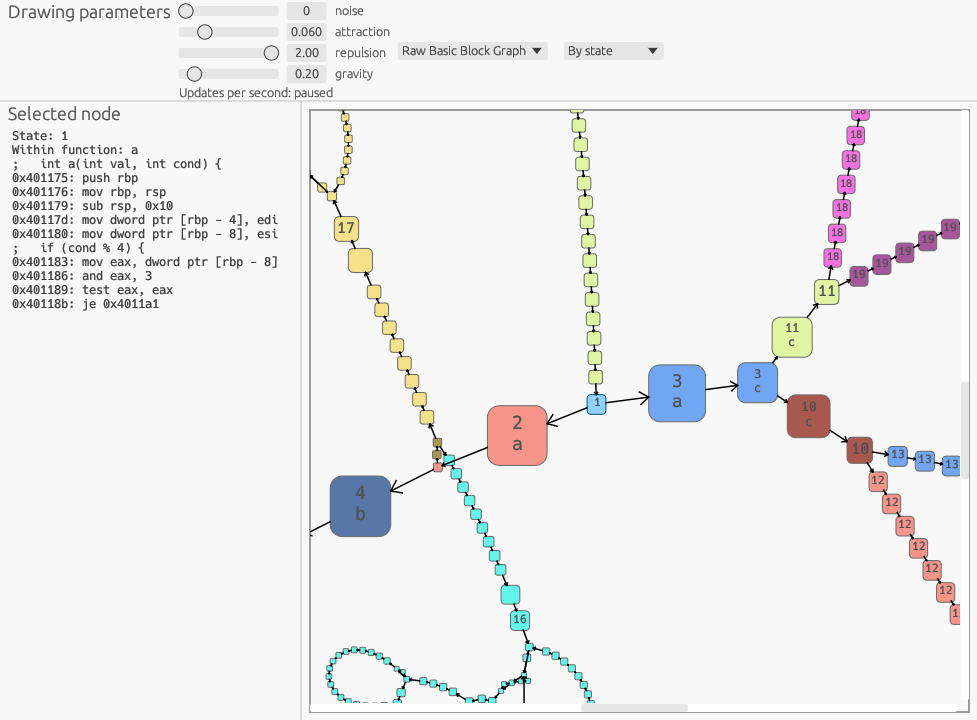 Drawing parameters
0 noise
0.060 attraction
2.00 repulsion
Raw Basic Block Graph
By state
0.20 gravity
Updates per second: paused
Selected node
State: 1
Within function: a
;   int a(int val, int cond) {
0x401175: push rbp
0x401176: mov rbp, rsp
0x401179: sub rsp, 0x10
0x40117d: mov dword ptr [rbp - 4], edi
0x401180: mov dword ptr [rbp - 8], esi
;   if (cond % 4) {
0x401183: mov eax, dword ptr [rbp - 8]
0x401186: and eax, 3
0x401189: test eax, eax
0x40118b: je 0x4011a1
18
18
18
18
18
18
18
19
19
19
19
19
17
11
11
c
3
a
3
c
1
2
a
10
c
10
13
13
13
4
b
12
12
12
12
12
12
16